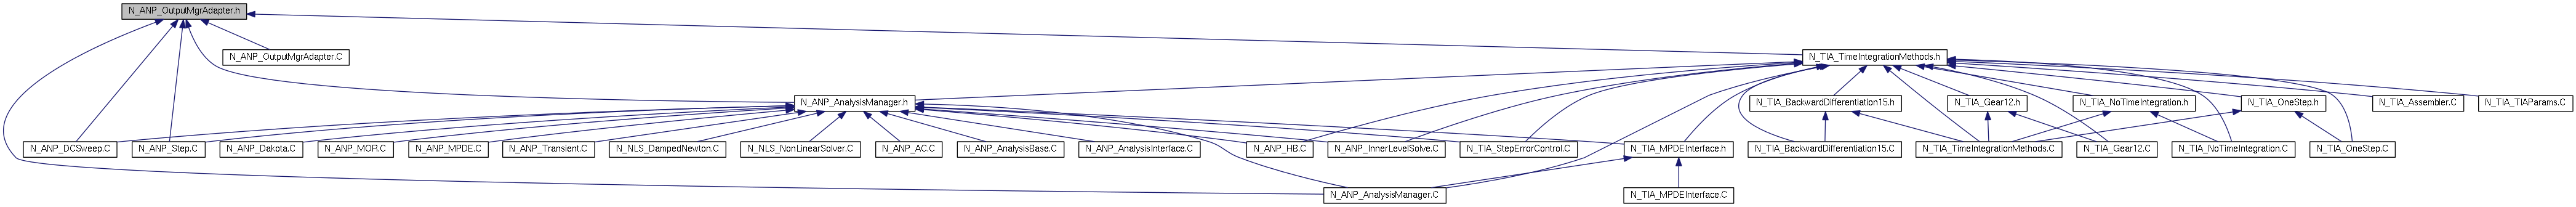 N_ANP_OutputMgrAdapter.h
N_ANP_OutputMgrAdapter.C
N_TIA_TimeIntegrationMethods.h
N_ANP_AnalysisManager.h
N_TIA_BackwardDifferentiation15.h
N_TIA_Gear12.h
N_TIA_NoTimeIntegration.h
N_TIA_OneStep.h
N_TIA_Assembler.C
N_TIA_TIAParams.C
N_ANP_DCSweep.C
N_ANP_Step.C
N_ANP_Dakota.C
N_ANP_MOR.C
N_ANP_MPDE.C
N_ANP_Transient.C
N_NLS_DampedNewton.C
N_NLS_NonLinearSolver.C
N_ANP_AC.C
N_ANP_AnalysisBase.C
N_ANP_AnalysisInterface.C
N_ANP_HB.C
N_ANP_InnerLevelSolve.C
N_TIA_StepErrorControl.C
N_TIA_MPDEInterface.h
N_TIA_BackwardDifferentiation15.C
N_TIA_TimeIntegrationMethods.C
N_TIA_Gear12.C
N_TIA_NoTimeIntegration.C
N_TIA_OneStep.C
N_ANP_AnalysisManager.C
N_TIA_MPDEInterface.C